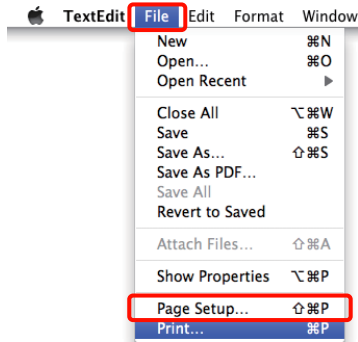 TextEdit File Edit Format Window
New ⌘N
Open... ⌘O
Open Recent ▶
Close All ⌥⌘W
Save ⌘S
Save As... ⇧⌘S
Save As PDF...
Save All
Revert to Saved
Attach Files... ⇧⌘A
Show Properties ⌥⌘P
Page Setup... ⇧⌘P
Print... ⌘P